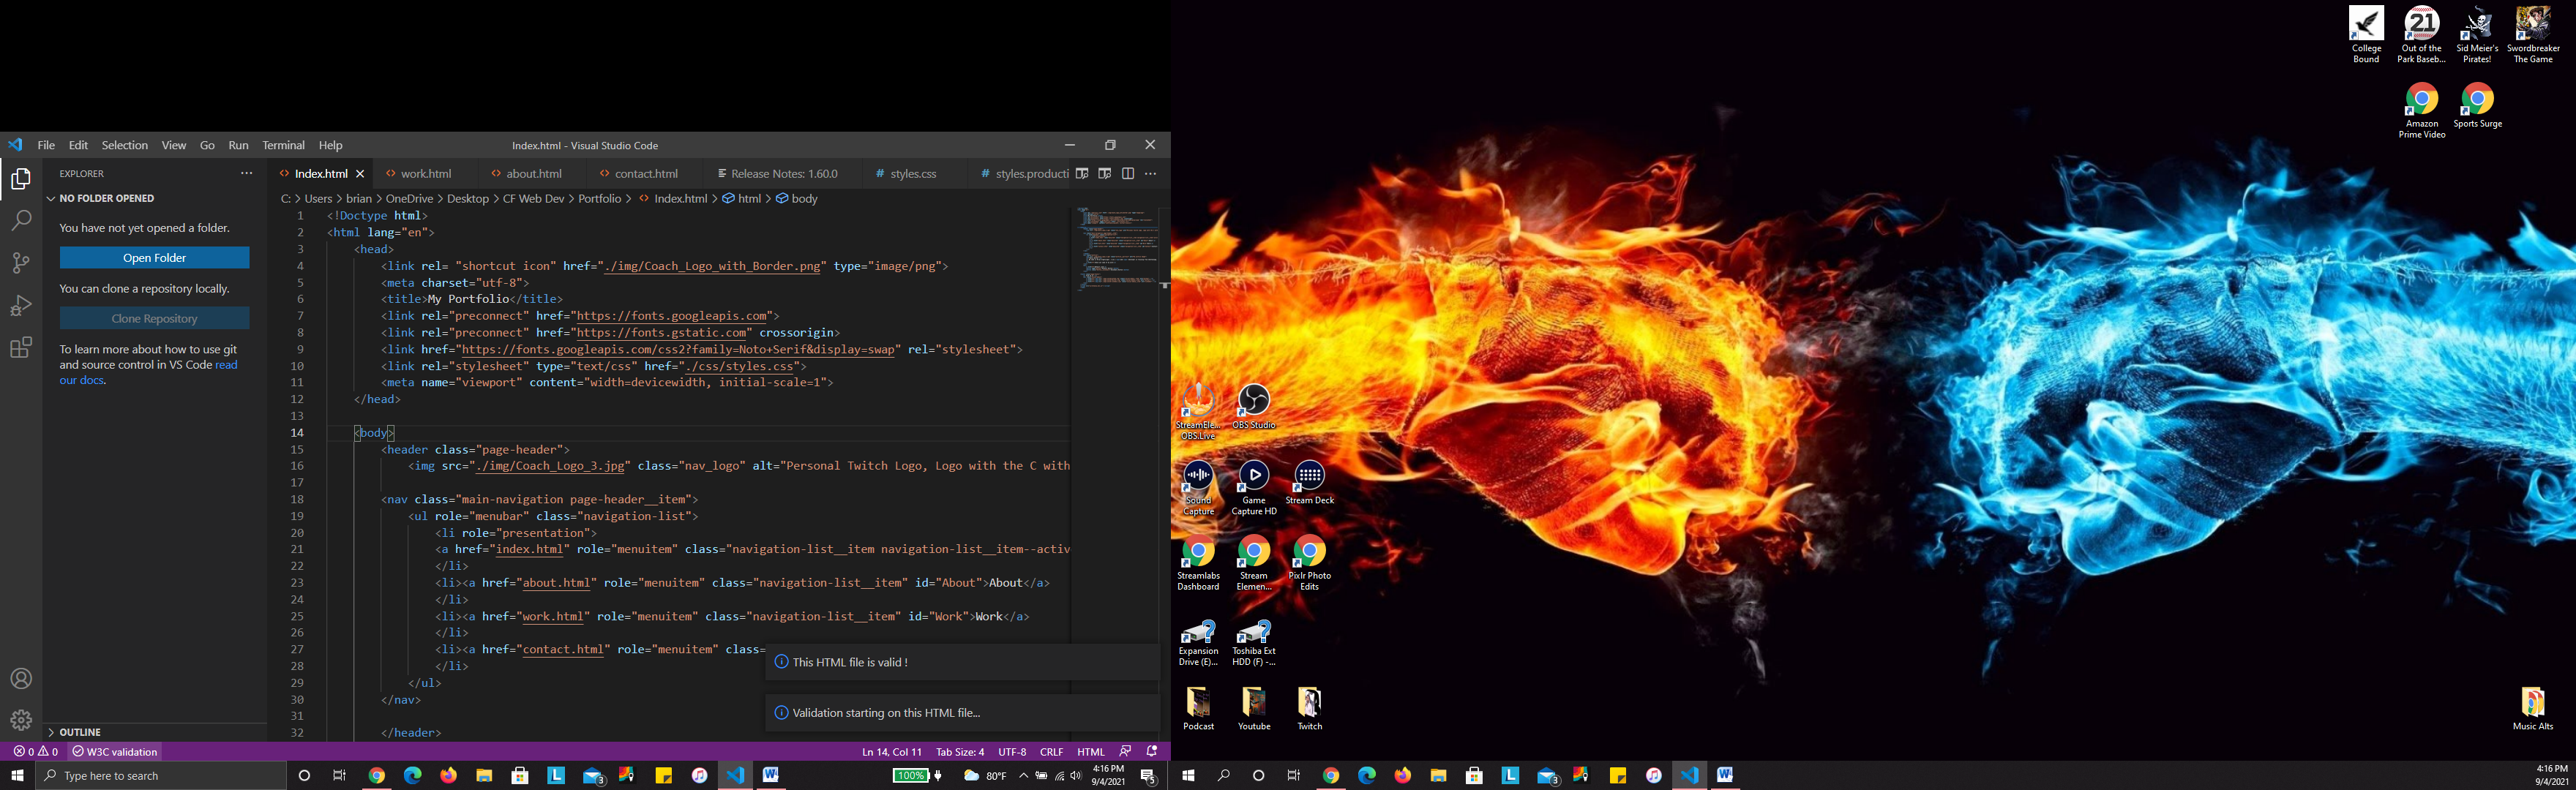 File Edit Selection View Go Run Terminal Help
Index.html - Visual Studio Code
EXPLORER
NO FOLDER OPENED
You have not yet opened a folder.
Open Folder
You can clone a repository locally.
Clone Repository
To learn more about how to use git
and source control in VS Code read
our docs.
OUTLINE
Index.html work.html about.html contact.html Release Notes: 1.60.0 styles.css styles.producti
C: > Users > brian > OneDrive > Desktop > CF Web Dev > Portfolio > Index.html > html > body
1 <!Doctype html>
2 <html lang="en">
3 <head>
4 <link rel= "shortcut icon" href="./img/Coach_Logo_with_Border.png" type="image/png">
5 <meta charset="utf-8">
6 <title>My Portfolio</title>
7 <link rel="preconnect" href="https://fonts.googleapis.com">
8 <link rel="preconnect" href="https://fonts.gstatic.com" crossorigin>
9 <link href="https://fonts.googleapis.com/css2?family=Noto+Serif&display=swap" rel="stylesheet">
10 <link rel="stylesheet" type="text/css" href="./css/styles.css">
11 <meta name="viewport" content="width=devicewidth, initial-scale=1">
12 </head>
13
14 <body>
15 <header class="page-header">
16 <img src="./img/Coach_Logo_3.jpg" class="nav_logo" alt="Personal Twitch Logo, Logo with the C with
17
18 <nav class="main-navigation page-header__item">
19 <ul role="menubar" class="navigation-list">
20 <li role="presentation">
21 <a href="index.html" role="menuitem" class="navigation-list__item navigation-list__item--activ
22 </li>
23 <li><a href="about.html" role="menuitem" class="navigation-list__item" id="About">About</a>
24 </li>
25 <li><a href="work.html" role="menuitem" class="navigation-list__item" id="Work">Work</a>
26 </li>
27 <li><a href="contact.html" role="menuitem" class=
28 </li>
29 </ul>
30 </nav>
31
32 </header>
This HTML file is valid !
Validation starting on this HTML file...
0 0 W3C validation
Ln 14, Col 11 Tab Size: 4 UTF-8 CRLF HTML
Type here to search
3
100%
80°F
4:16 PM
9/4/2021
5
College
Bound
21
Out of the
Park Baseb...
Sid Meier's
Pirates!
Swordbreaker
The Game
Amazon
Prime Video
Sports Surge
StreamEle...
OBS.Live
OBS Studio
Sound
Capture
Game
Capture HD
Stream Deck
Streamlabs
Dashboard
Stream
Elemen...
Pixlr Photo
Edits
Expansion
Drive (E)...
Toshiba Ext
HDD (F) -...
Podcast
Youtube
Twitch
Music Alts
3
4:16 PM
9/4/2021